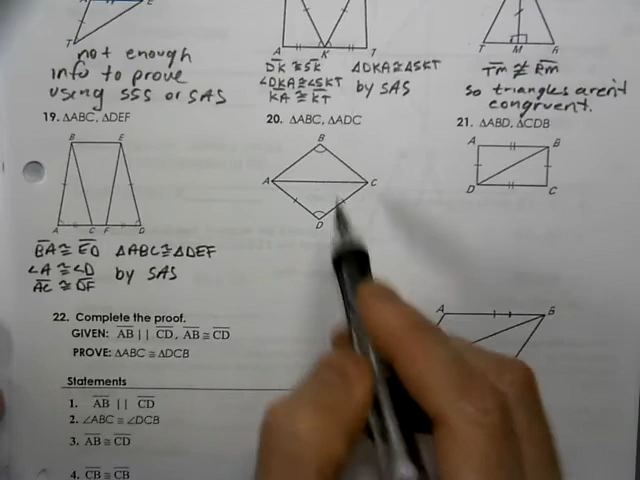 E
T
not enough
info to prove
using SSS or SAS
A K T
DK ≅ SK △DKA ≅ △SKT
∠DKA ≅ ∠SKT by SAS
KA ≅ KT
T M R
TM ≇ RM
so triangles aren't
congruent.
19. △ABC, △DEF
B E
A C F D
BA ≅ ED △ABC ≅ △DEF
∠A ≅ ∠D by SAS
AC ≅ DF
20. △ABC, △ADC
B
A C
D
21. △ABD, △CDB
A B
D C
22. Complete the proof.
GIVEN: AB || CD, AB ≅ CD
PROVE: △ABC ≅ △DCB
A B
Statements
1. AB || CD
2. ∠ABC ≅ ∠DCB
3. AB ≅ CD
4. CB ≅ CB